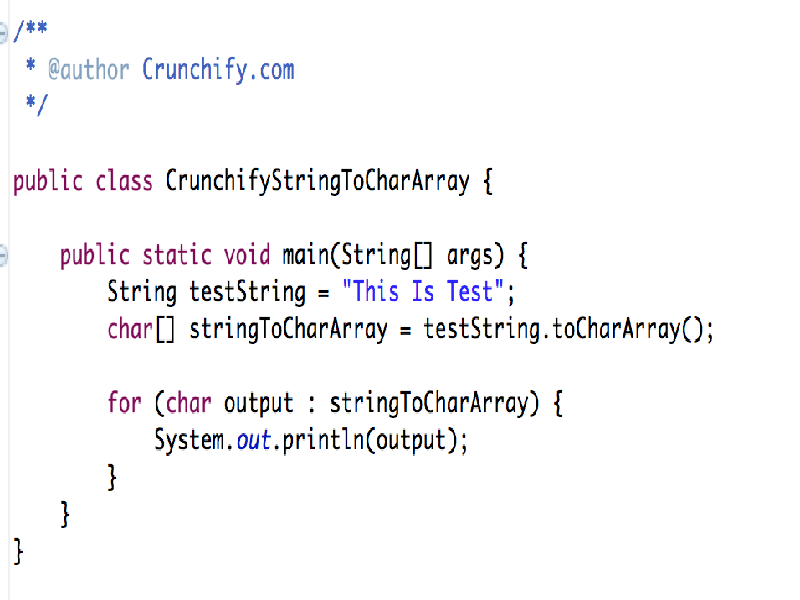 /**
 * @author Crunchify.com
 */
public class CrunchifyStringToCharArray {
    public static void main(String[] args) {
        String testString = "This Is Test";
        char[] stringToCharArray = testString.toCharArray();
        for (char output : stringToCharArray) {
            System.out.println(output);
        }
    }
}